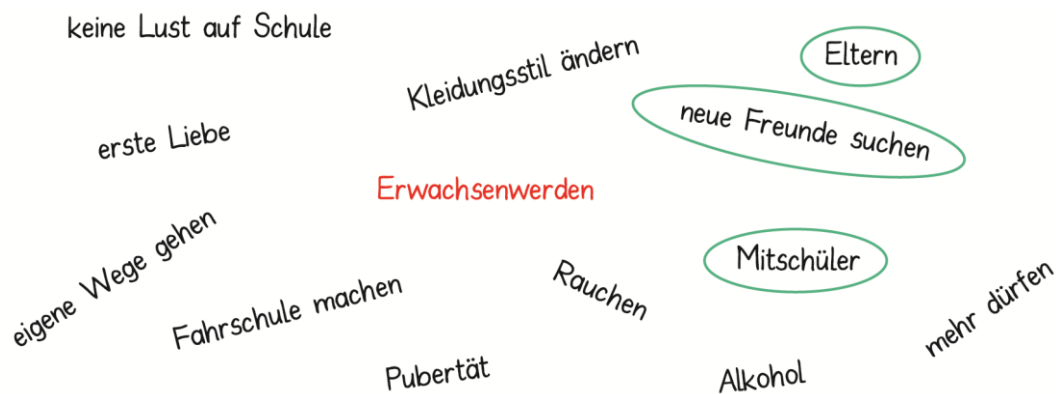 keine Lust auf Schule
Kleidungsstil ändern
Eltern
neue Freunde suchen
erste Liebe
Erwachsenwerden
eigene Wege gehen
Mitschüler
Fahrschule machen
Rauchen
mehr dürfen
Pubertät
Alkohol